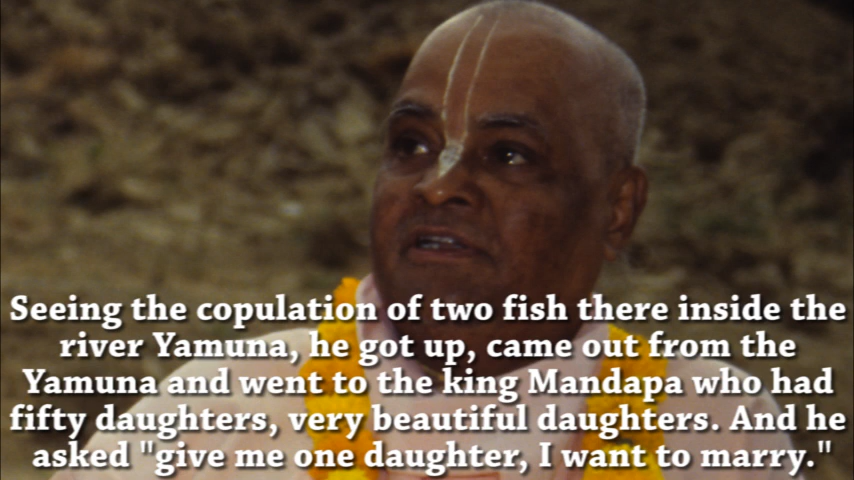 Seeing the copulation of two fish there inside the
river Yamuna, he got up, came out from the
Yamuna and went to the king Mandapa who had
fifty daughters, very beautiful daughters. And he
asked "give me one daughter, I want to marry."